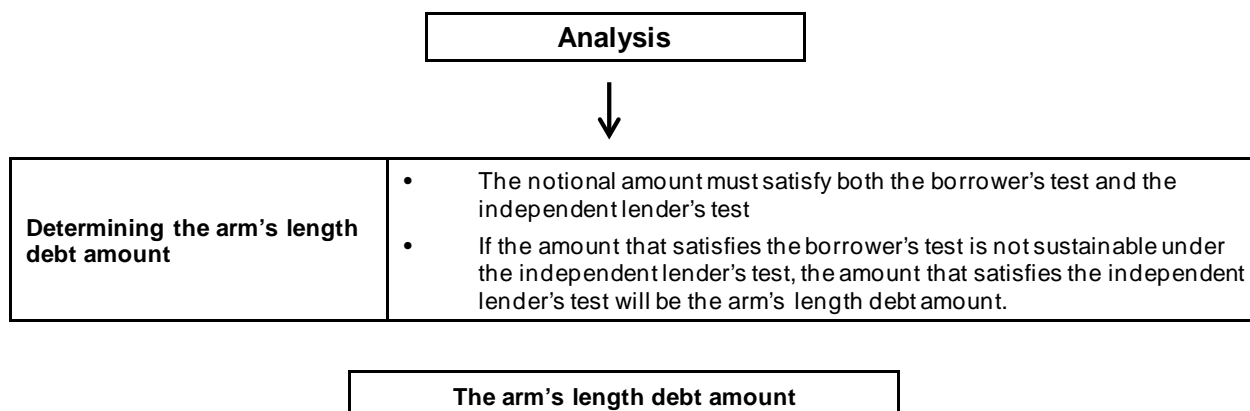 Analysis
Determining the arm's length
debt amount
• The notional amount must satisfy both the borrower's test and the
independent lender's test
• If the amount that satisfies the borrower's test is not sustainable under
the independent lender's test, the amount that satisfies the independent
lender's test will be the arm's length debt amount.
The arm's length debt amount